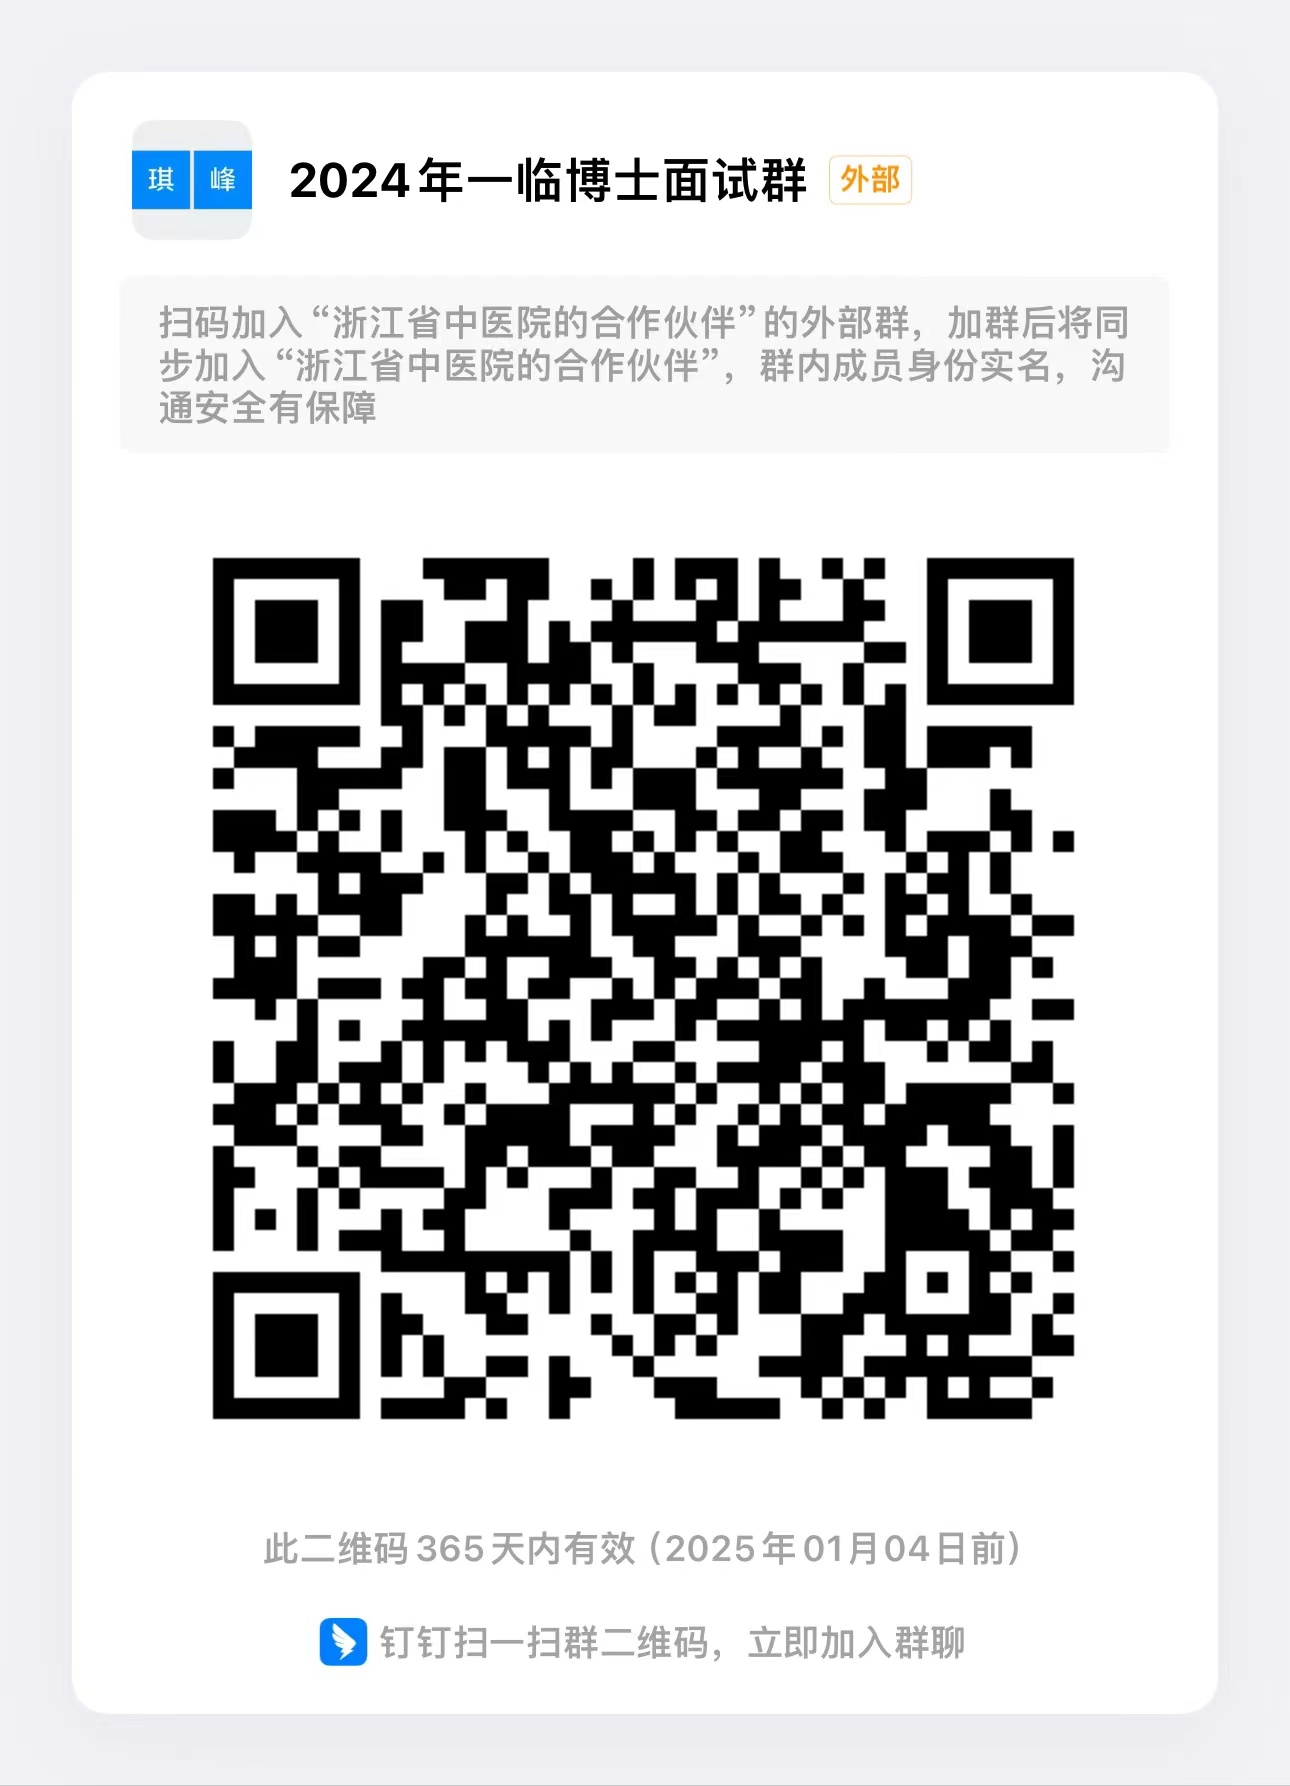 琪 峰
2024年一临博士面试群 外部
扫码加入“浙江省中医院的合作伙伴”的外部群，加群后将同
步加入“浙江省中医院的合作伙伴”，群内成员身份实名，沟
通安全有保障
此二维码365天内有效（2025年01月04日前）
钉钉扫一扫群二维码，立即加入群聊